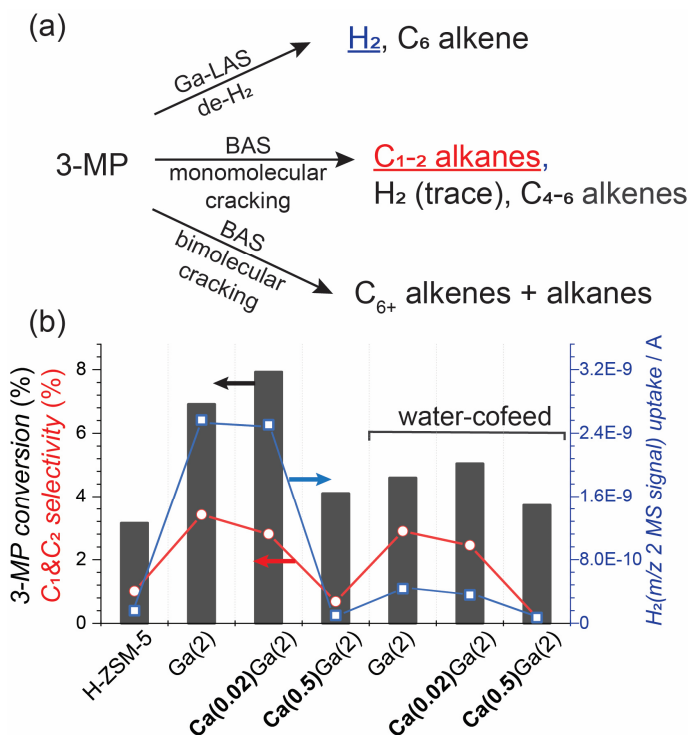 (a)
H₂, C₆ alkene
Ga-LAS
de-H₂
3-MP
BAS
monomolecular
cracking
C₁₋₂ alkanes,
H₂ (trace), C₄₋₆ alkenes
BAS
bimolecular
cracking
C₆₊ alkenes + alkanes
(b)
3-MP conversion (%)
C₁&C₂ selectivity (%)
8
6
4
2
0
water-cofeed
3.2E-9
2.4E-9
1.6E-9
8.0E-10
0
H₂(m/z 2 MS signal) uptake / A
H-ZSM-5
Ga(2)
Ca(0.02)Ga(2)
Ca(0.5)Ga(2)
Ga(2)
Ca(0.02)Ga(2)
Ca(0.5)Ga(2)